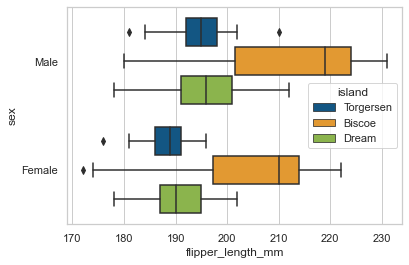 Male
Female
sex
island
Torgersen
Biscoe
Dream
170 180 190 200 210 220 230
flipper_length_mm